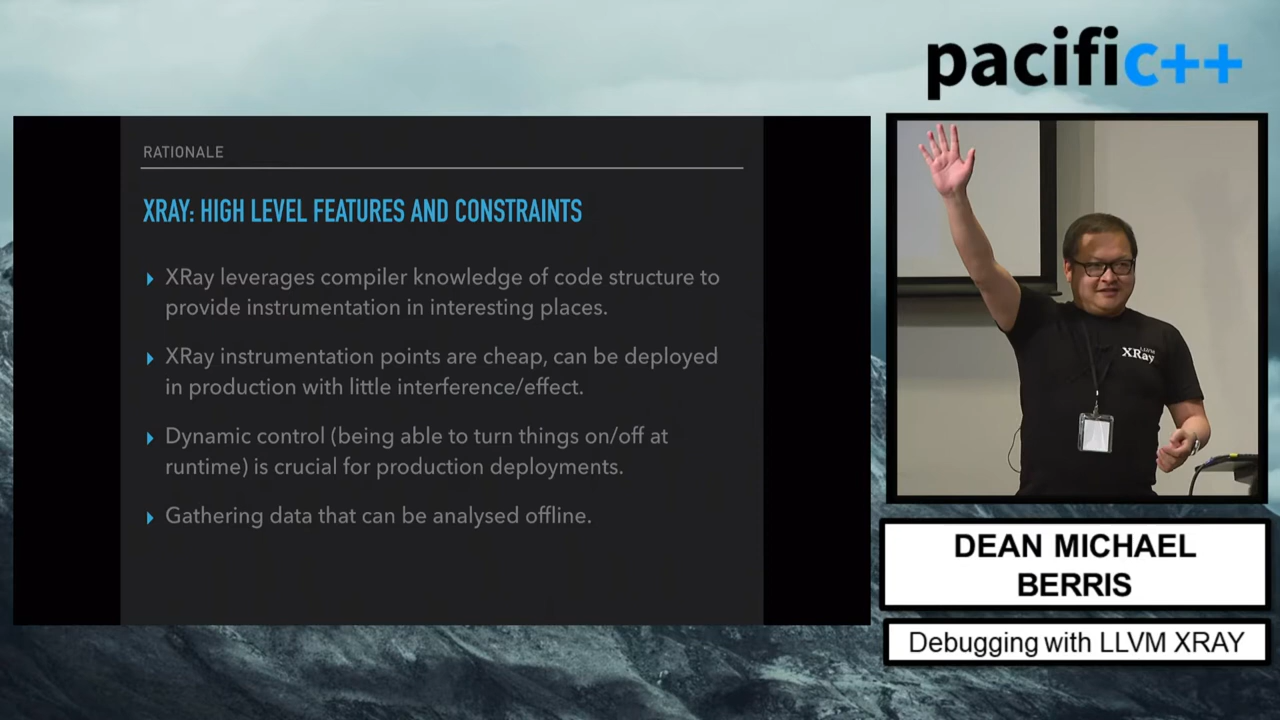 pacific++
RATIONALE
XRAY: HIGH LEVEL FEATURES AND CONSTRAINTS
XRay leverages compiler knowledge of code structure to
provide instrumentation in interesting places.
XRay instrumentation points are cheap, can be deployed
in production with little interference/effect.
Dynamic control (being able to turn things on/off at
runtime) is crucial for production deployments.
Gathering data that can be analysed offline.
LLVM
XRay
DEAN MICHAEL
BERRIS
Debugging with LLVM XRAY